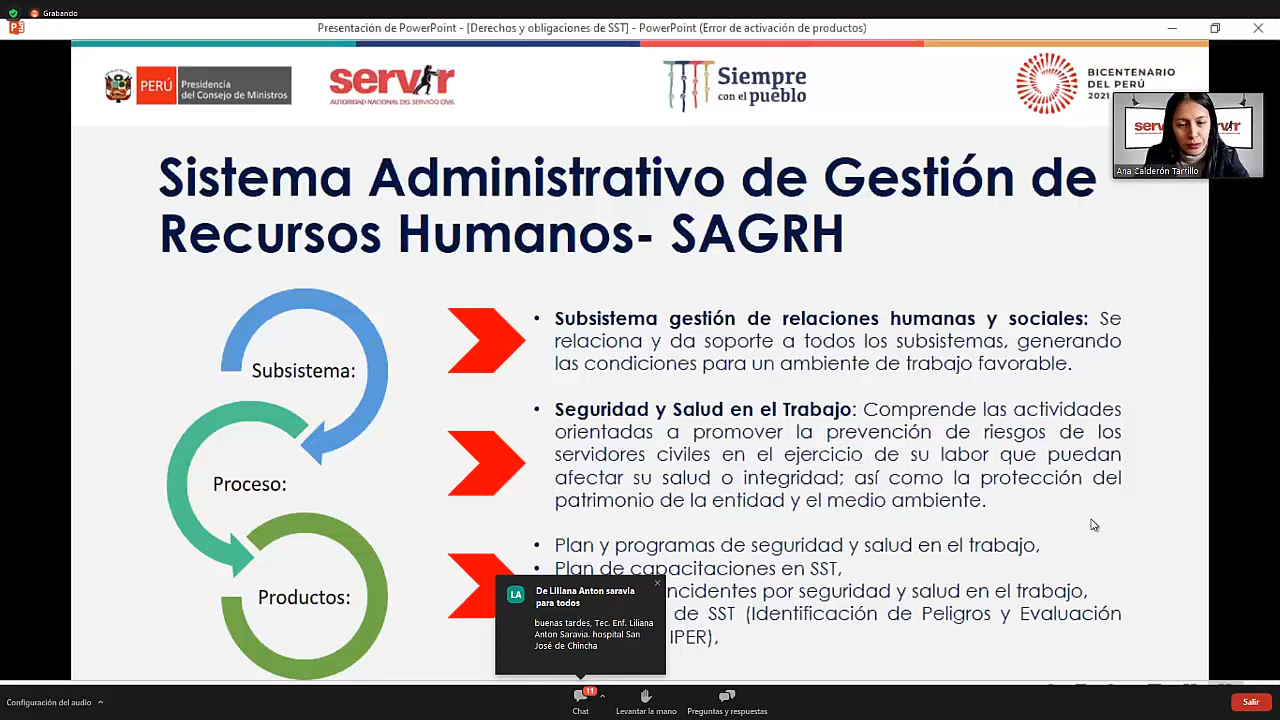 Grabando
Presentación de PowerPoint - [Derechos y obligaciones de SST] - PowerPoint (Error de activación de productos)
PERÚ
Presidencia
del Consejo de Ministros
servir
AUTORIDAD NACIONAL DEL SERVICIO CIVIL
Siempre
con el pueblo
BICENTENARIO
DEL PERÚ
2021
Ana Calderón Tarrillo
Sistema Administrativo de Gestión de
Recursos Humanos- SAGRH
Subsistema:
• Subsistema gestión de relaciones humanas y sociales: Se
relaciona y da soporte a todos los subsistemas, generando
las condiciones para un ambiente de trabajo favorable.
Proceso:
• Seguridad y Salud en el Trabajo: Comprende las actividades
orientadas a promover la prevención de riesgos de los
servidores civiles en el ejercicio de su labor que puedan
afectar su salud o integridad; así como la protección del
patrimonio de la entidad y el medio ambiente.
Productos:
• Plan y programas de seguridad y salud en el trabajo,
• Plan de capacitaciones en SST,
ncidentes por seguridad y salud en el trabajo,
de SST (Identificación de Peligros y Evaluación
IPER),
LA
De Liliana Anton saravia
para todos
buenas tardes, Tec. Enf. Liliana
Anton Saravia. hospital San
José de Chincha
Configuración del audio
11
Chat
Levantar la mano
Preguntas y respuestas
Salir